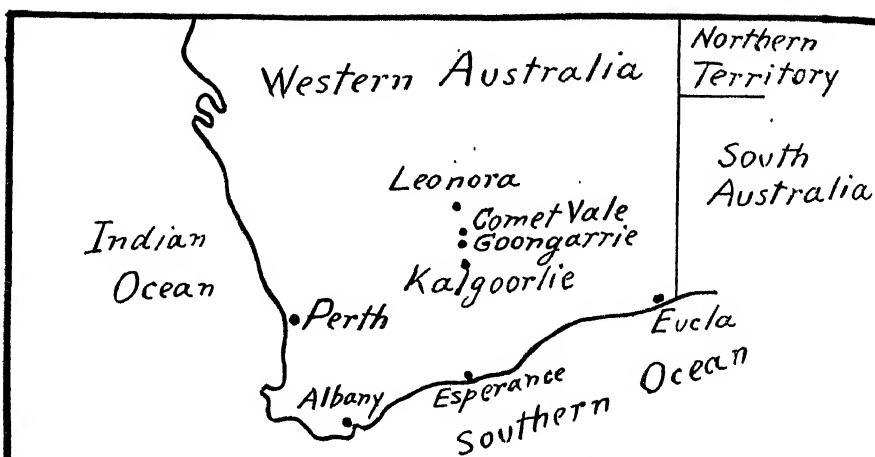 Western Australia
Northern
Territory
South
Australia
Leonora
Comet Vale
Goongarrie
Kalgoorlie
Indian
Ocean
Perth
Eucla
Albany
Esperance
Southern Ocean